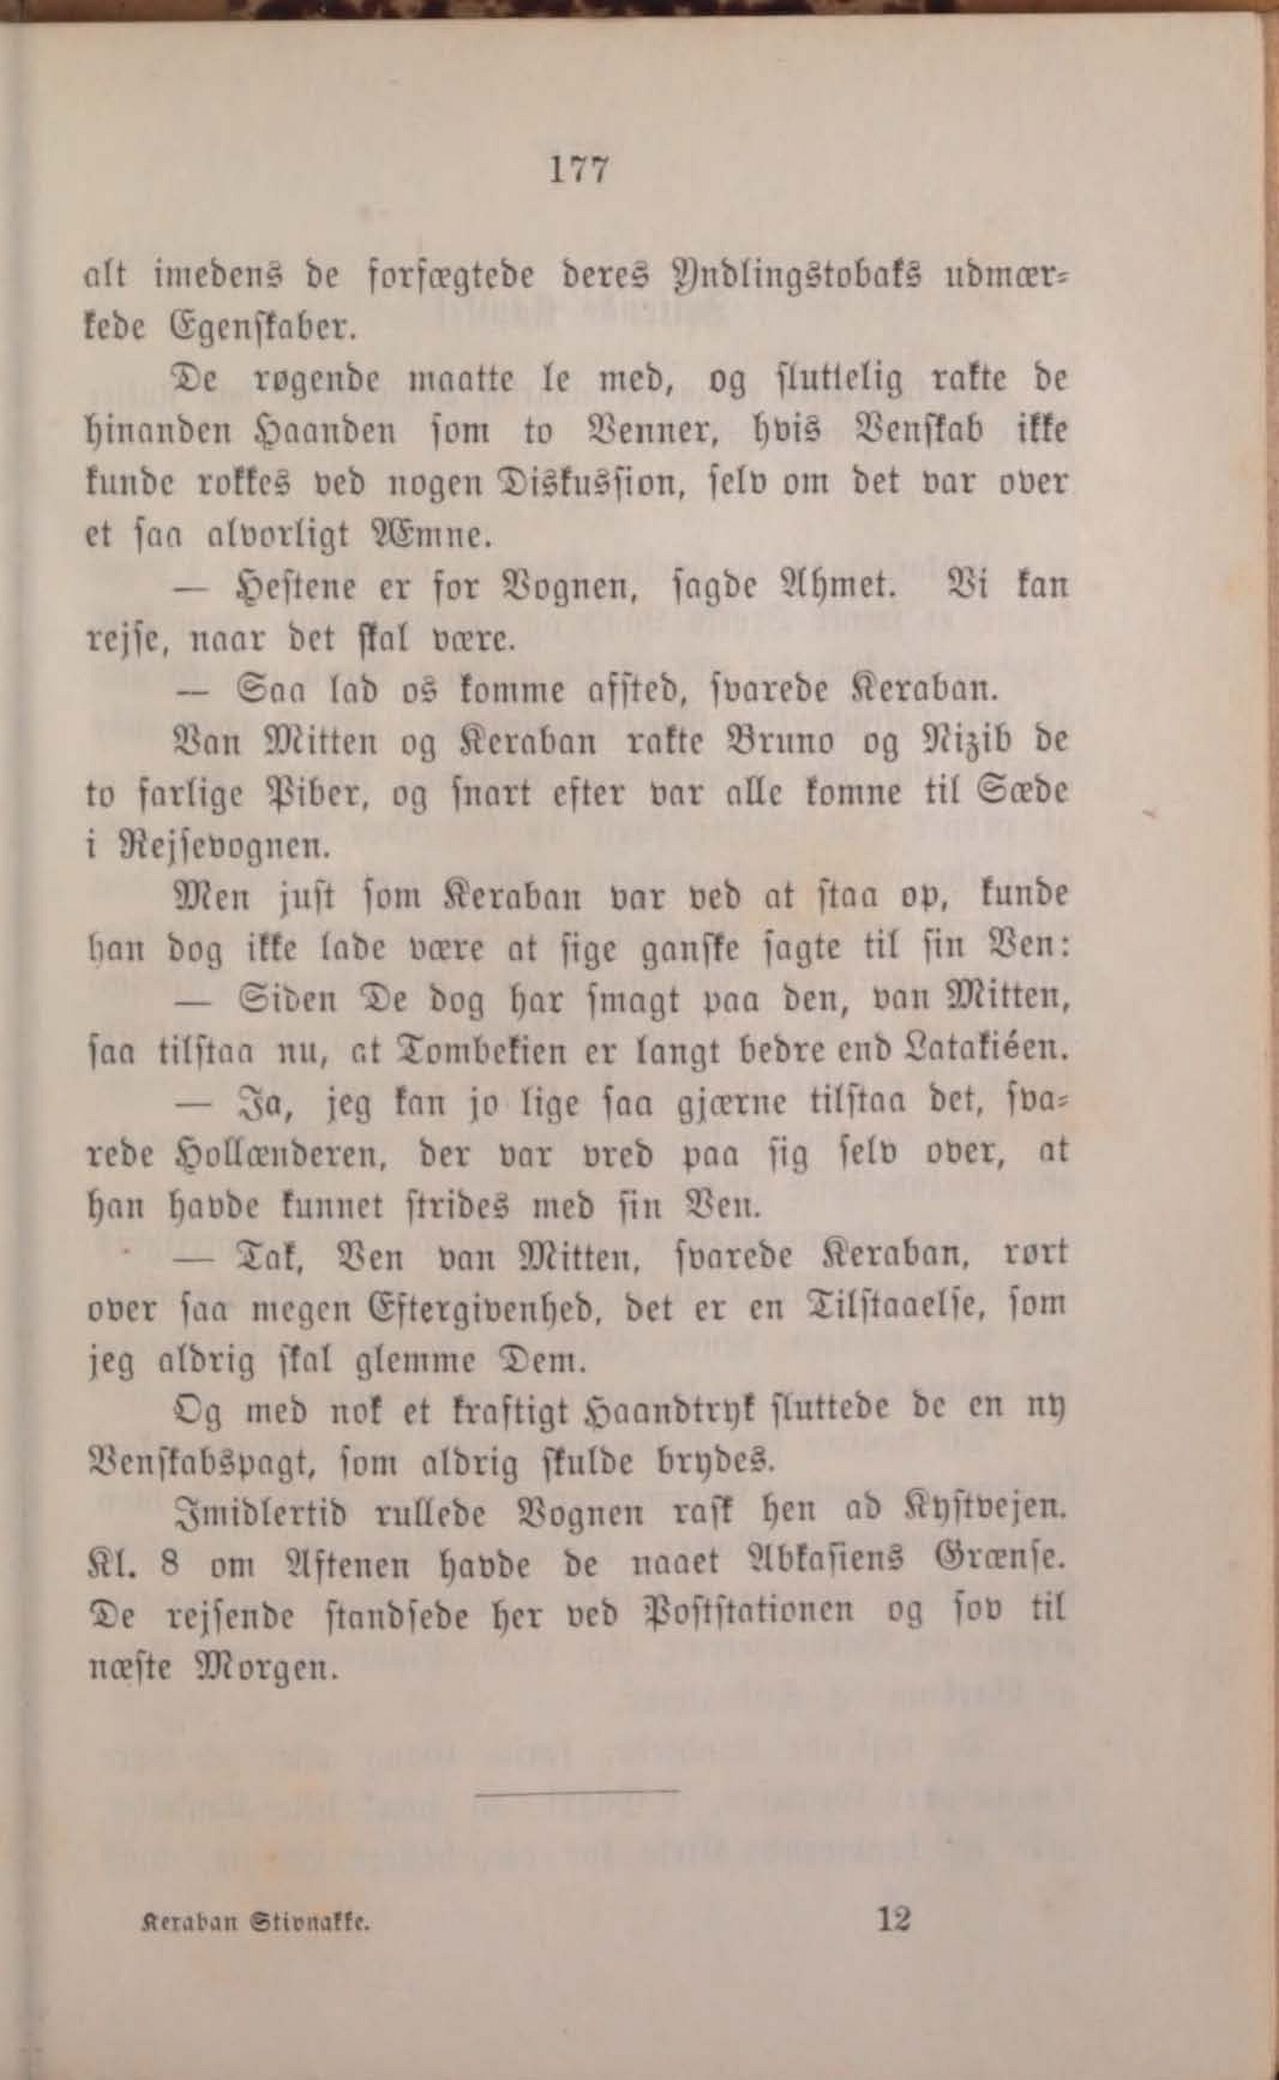 177
alt imedens de forfægtede deres Yndlingstobaks udmær-
kede Egenskaber.
De røgende maatte le med, og sluttelig rakte de
hinanden Haanden som to Venner, hvis Venskab ikke
kunde rokkes ved nogen Diskussion, selv om det var over
et saa alvorligt Æmne.
— Hestene er for Vognen, sagde Ahmet. Vi kan
rejse, naar det skal være.
— Saa lad os komme afsted, svarede Keraban.
Van Mitten og Keraban rakte Bruno og Nizib de
to farlige Piber, og snart efter var alle komne til Sæde
i Rejsevognen.
Men just som Keraban var ved at staa op, kunde
han dog ikke lade være at sige ganske sagte til sin Ven:
— Siden De dog har smagt paa den, van Mitten,
saa tilstaa nu, at Tombekien er langt bedre end Latakiéen.
— Ja, jeg kan jo lige saa gjærne tilstaa det, sva-
rede Hollænderen, der var vred paa sig selv over, at
han havde kunnet strides med sin Ven.
— Tak, Ven van Mitten, svarede Keraban, rørt
over saa megen Eftergivenhed, det er en Tilstaaelse, som
jeg aldrig skal glemme Dem.
Og med nok et kraftigt Haandtryk sluttede de en ny
Venskabspagt, som aldrig skulde brydes.
Imidlertid rullede Vognen rask hen ad Kystvejen.
Kl. 8 om Aftenen havde de naaet Abkasiens Grænse.
De rejsende standsede her ved Poststationen og sov til
næste Morgen.
Keraban Stivnakke. 12